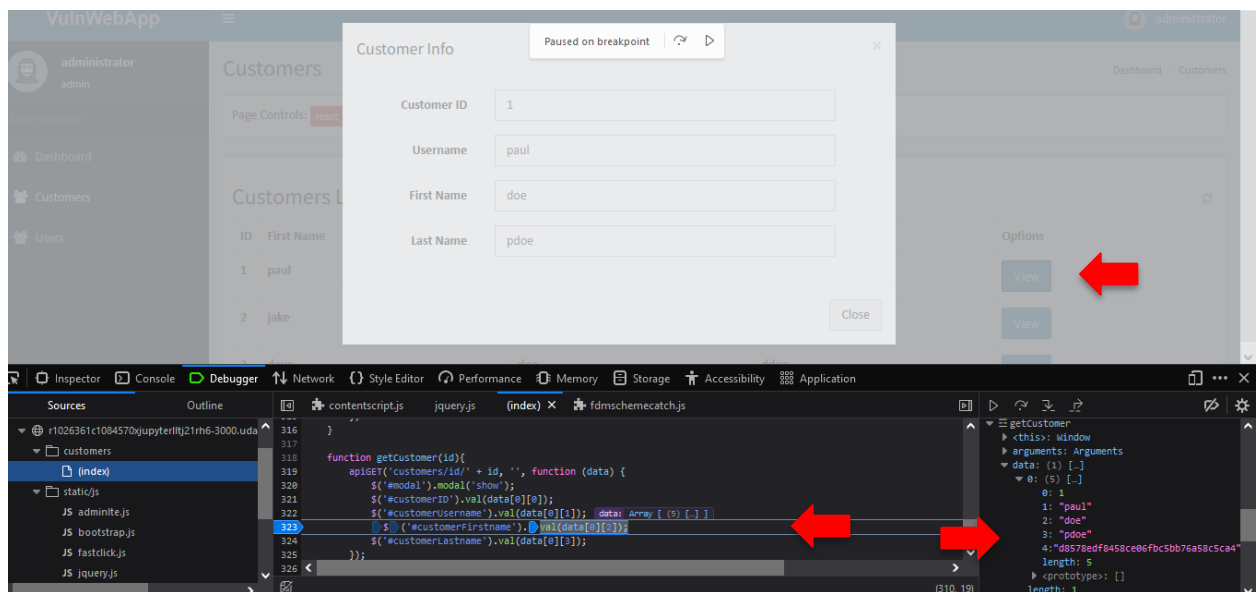 VulnWebApp
administrator
administrator
admin
Customers
Dashboard
Customers
Page Controls:
reset
Dashboard
Customers
Users
Customers L
ID First Name
Options
1 paul
View
2 jake
View
Paused on breakpoint
Customer Info
×
Customer ID 1
Username paul
First Name doe
Last Name pdoe
Close
Inspector Console Debugger Network Style Editor Performance Memory Storage Accessibility Application
Sources Outline
contentscript.js jquery.js (index) fdmschemecatch.js
r1026361c1084570xjupyterlltj21rh6-3000.uda
customers
(index)
static/js
JS adminlte.js
JS bootstrap.js
JS fastclick.js
JS jquery.js
316 }
317
318 function getCustomer(id){
319 apiGET('customers/id/' + id, '', function (data) {
320 $('#modal').modal('show');
321 $('#customerID').val(data[0][0]);
322 $('#customerUsername').val(data[0][1]); data: Array [ (5) […] ]
323 $('#customerFirstname').val(data[0][2]);
324 $('#customerLastname').val(data[0][3]);
325 });
326
(310, 19)
getCustomer
<this>: Window
arguments: Arguments
data: (1) […]
0: (5) […]
0: 1
1: "paul"
2: "doe"
3: "pdoe"
4:"d8578edf8458ce06fbc5bb76a58c5ca4"
length: 5
<prototype>: []
length: 1